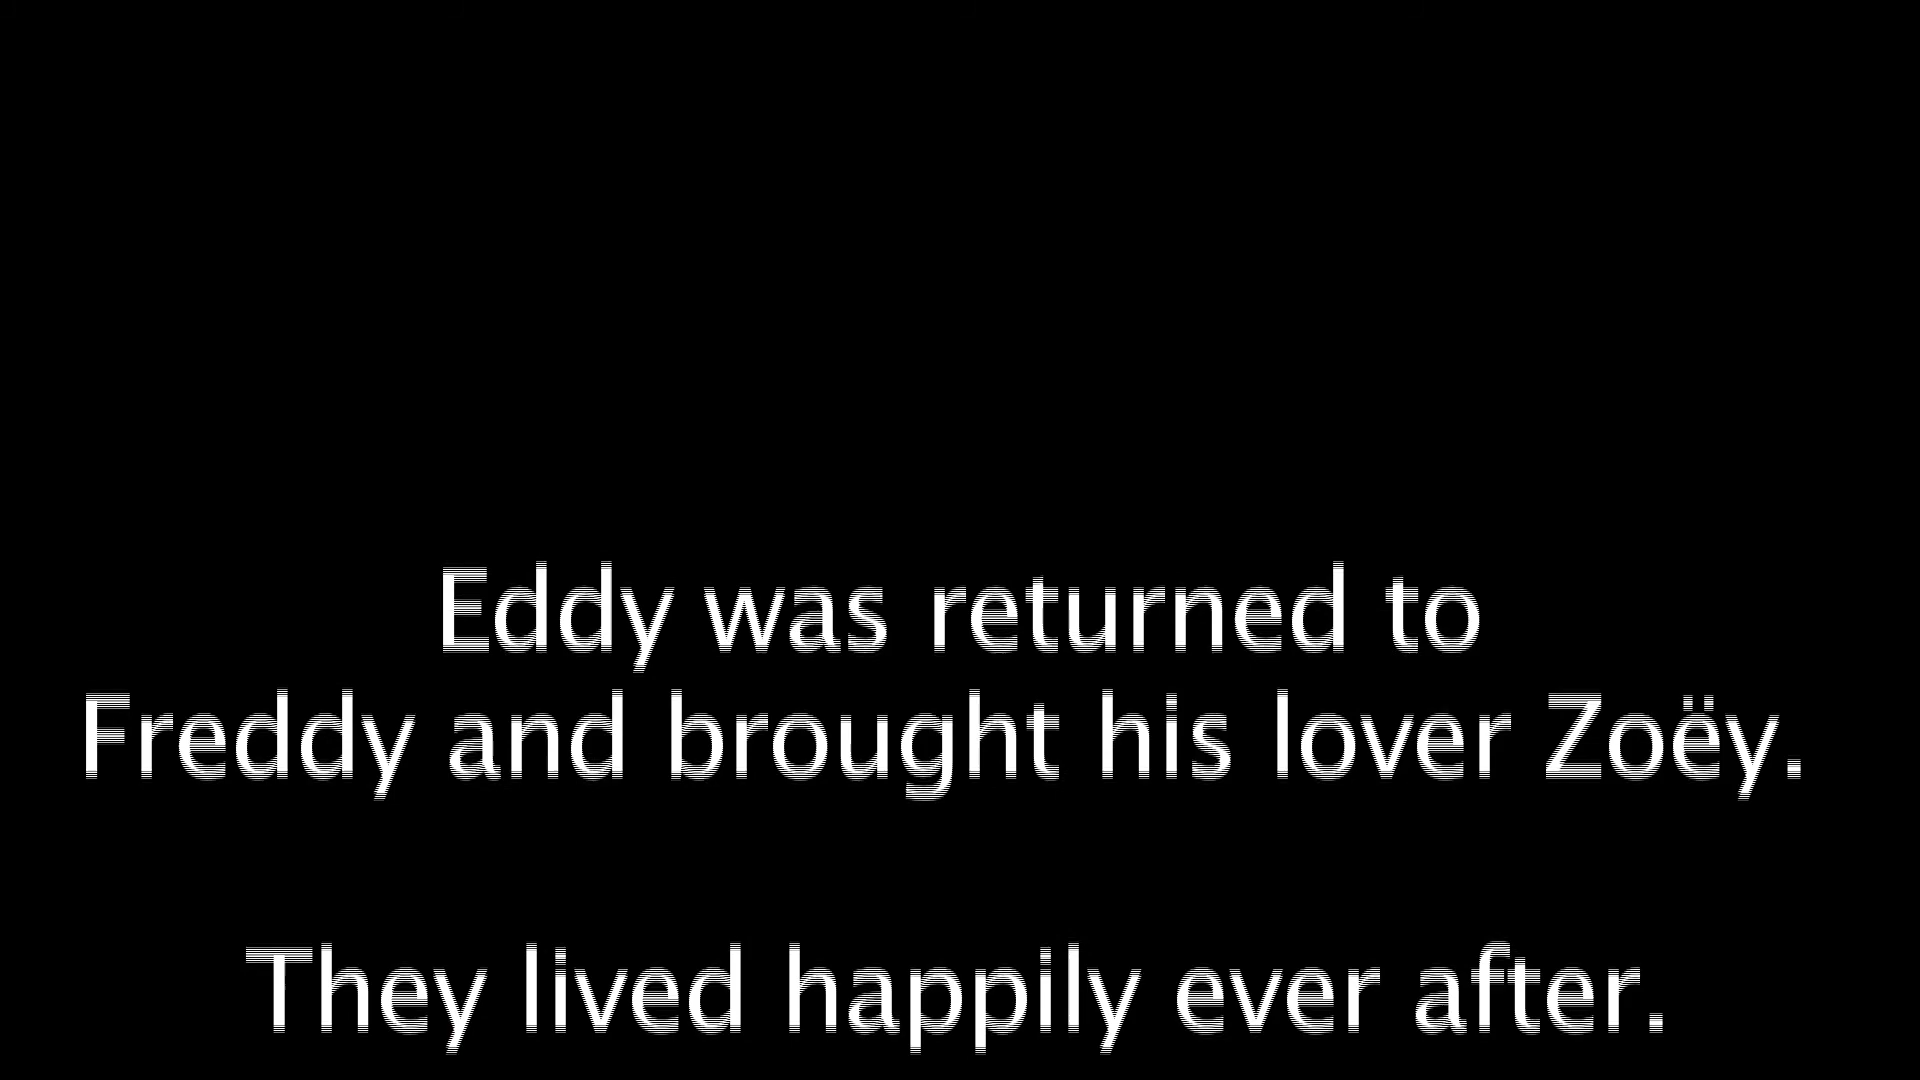 Eddy was returned to
Freddy and brought his lover Zoëy.
They lived happily ever after.